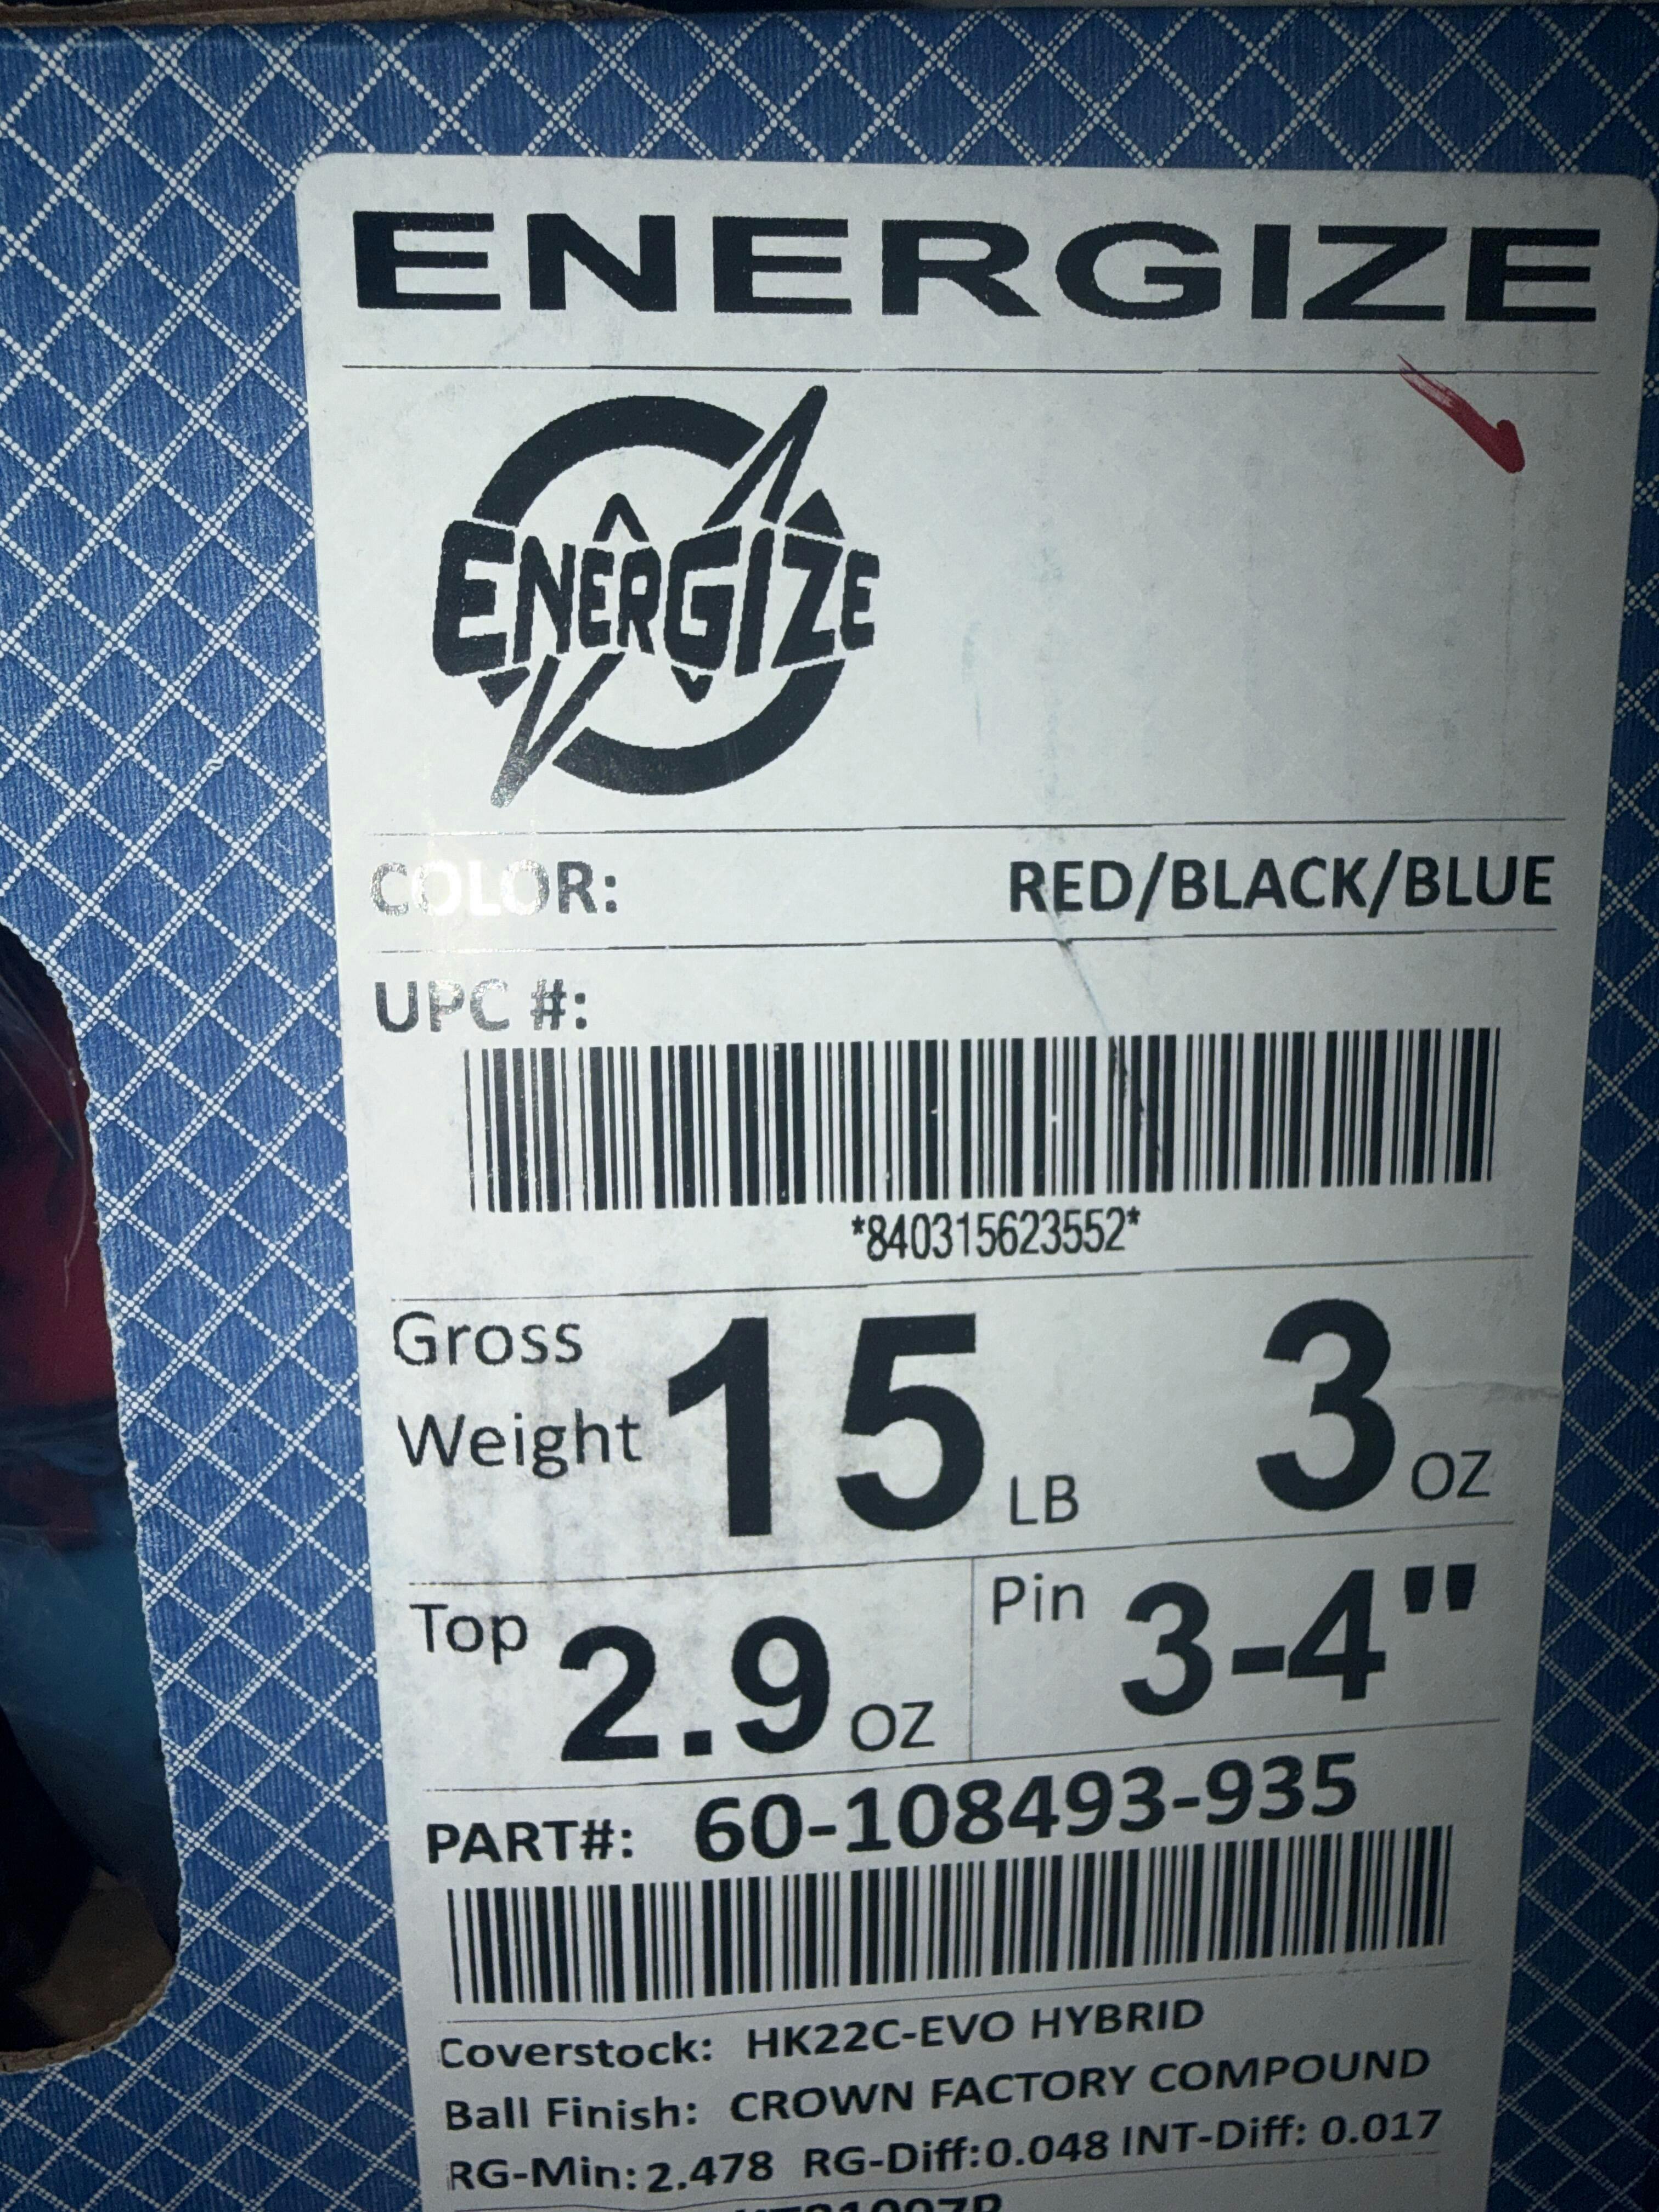 ENERGIZE
ENERGIZE
COLOR: RED/BLACK/BLUE
UPC #:
*840315623552*
Gross Weight 15 LB 3 OZ
Top 2.9 OZ Pin 3-4"
PART#: 60-108493-935
Coverstock: HK22C-EVO HYBRID
Ball Finish: CROWN FACTORY COMPOUND
RG-Min: 2.478 RG-Diff: 0.048 INT-Diff: 0.017